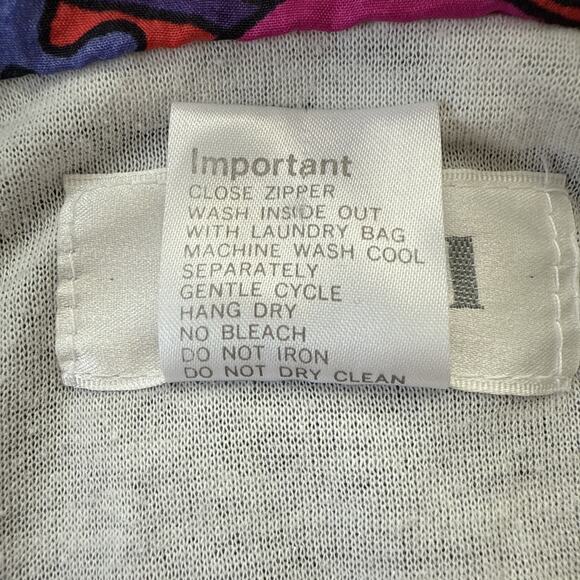 Important
CLOSE ZIPPER
WASH INSIDE OUT
WITH LAUNDRY BAG
MACHINE WASH COOL
SEPARATELY
GENTLE CYCLE
HANG DRY
NO BLEACH
DO NOT IRON
DO NOT DRY CLEAN